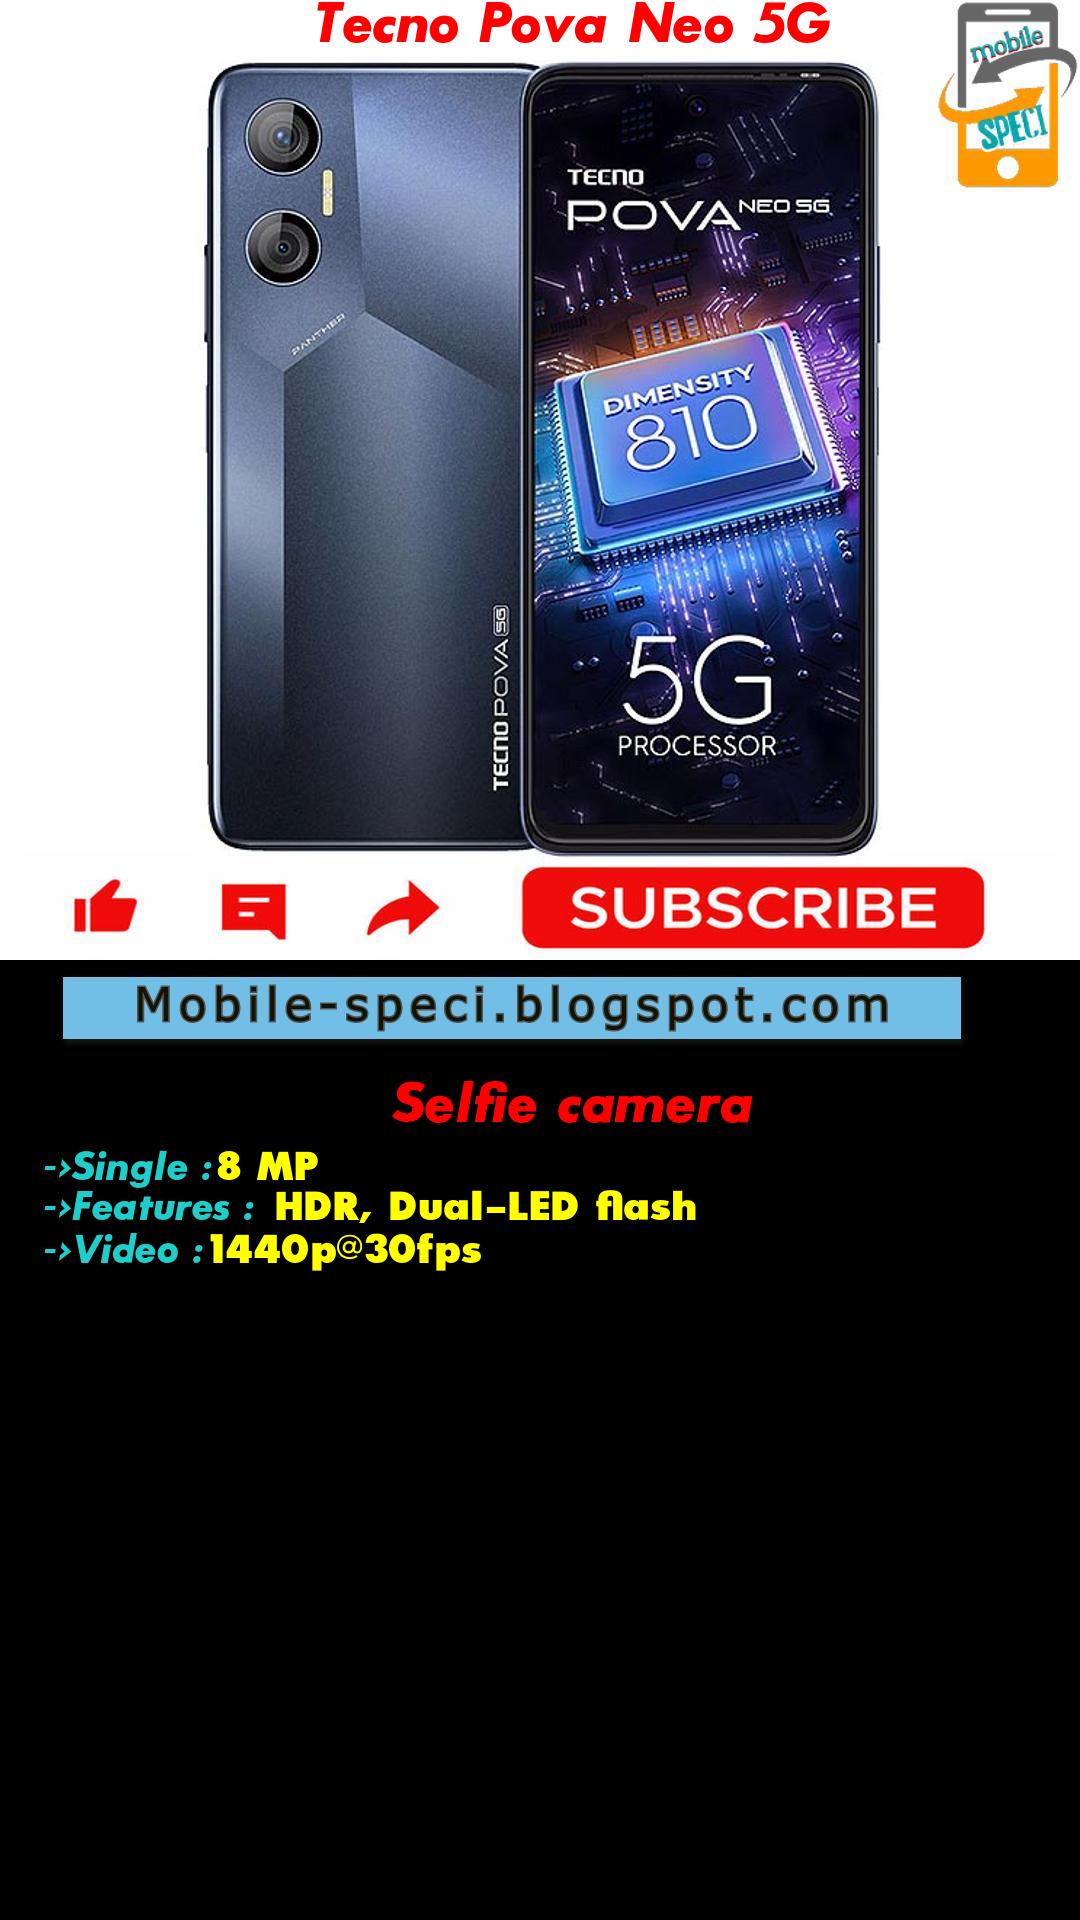 Tecno Pova Neo 5G
mobile
SPECI
TECNO
POVA NEO 5G
PANTHER
DIMENSITY
810
TECNO POVA 5G
5G
PROCESSOR
SUBSCRIBE
Mobile-speci.blogspot.com
Selfie camera
->Single :8 MP
->Features : HDR, Dual-LED flash
->Video :1440p@30fps